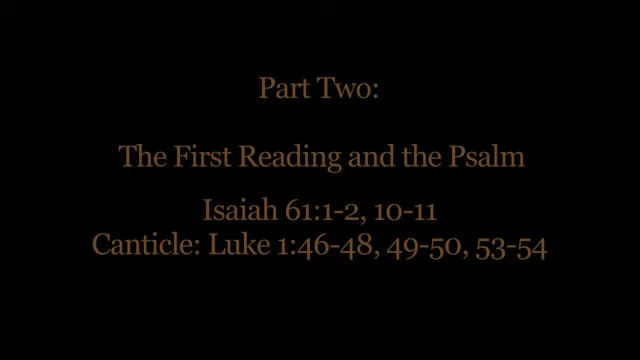 Part Two:
The First Reading and the Psalm
Isaiah 61:1-2, 10-11
Canticle: Luke 1:46-48, 49-50, 53-54